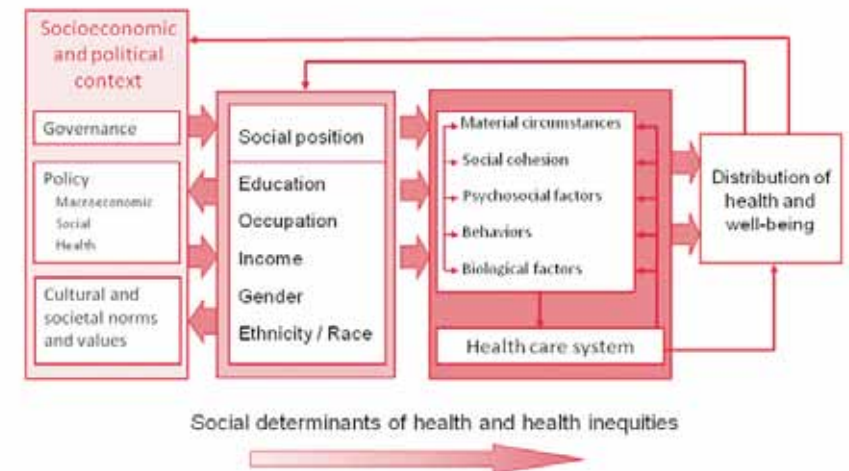 Socioeconomic
and political
context
Governance
Policy
Macroeconomic
Social
Health
Cultural and
societal norms
and values
Social position
Education
Occupation
Income
Gender
Ethnicity / Race
Material circumstances
Social cohesion
Psychosocial factors
Behaviors
Biological factors
Health care system
Distribution of
health and
well-being
Social determinants of health and health inequities